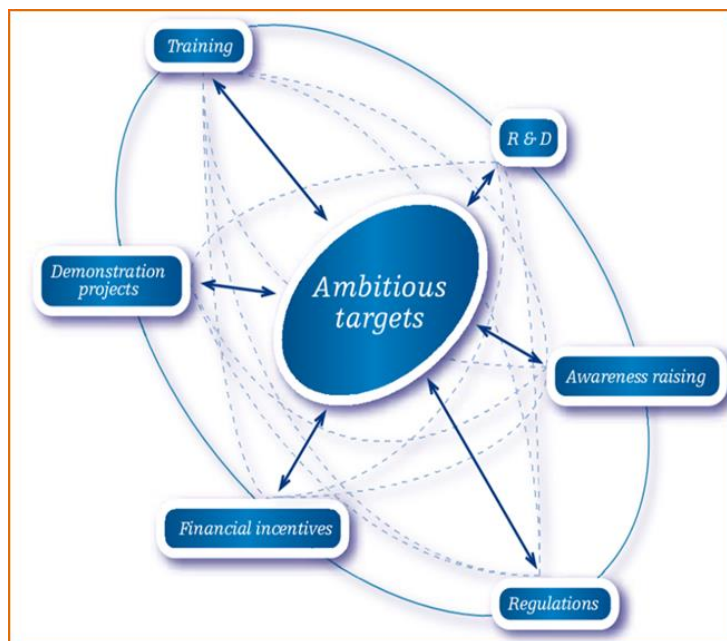 Training
R & D
Demonstration
projects
Ambitious
targets
Awareness raising
Financial incentives
Regulations